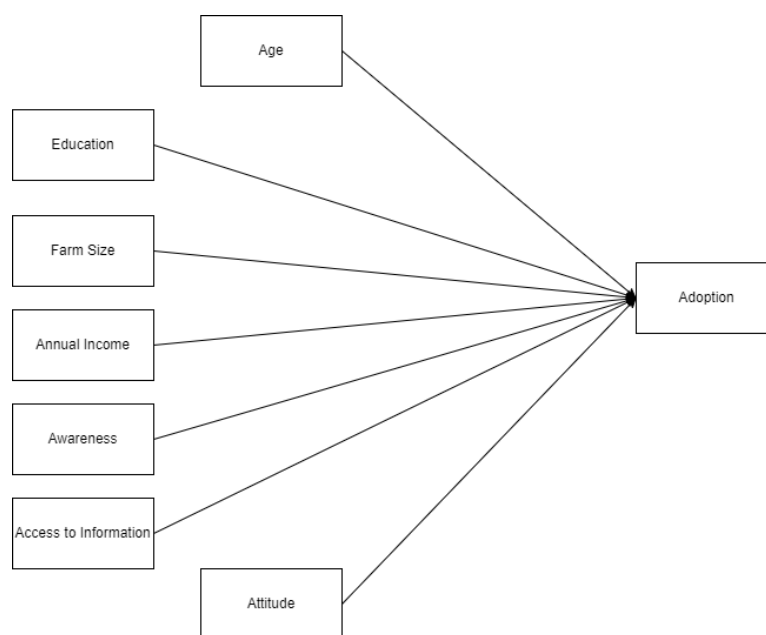 Age
Education
Farm Size
Annual Income
Adoption
Awareness
Access to Information
Attitude